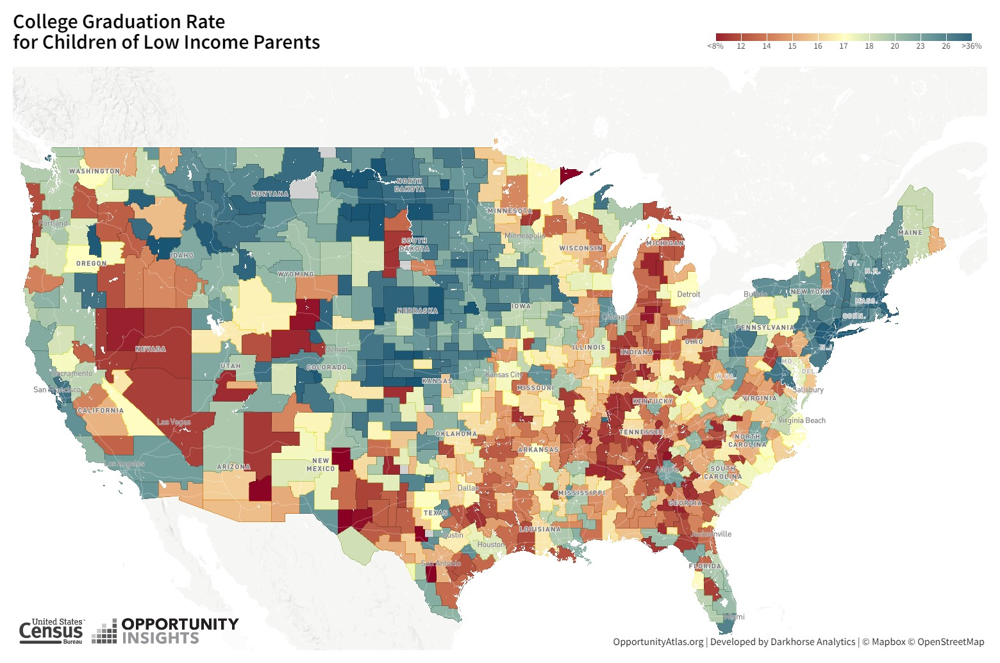 College Graduation Rate
for Children of Low Income Parents
<8% 12 14 15 16 17 18 20 23 26 >36%
WASHINGTON
MONTANA
NORTH
DAKOTA
MINNESOTA
Portland
Minneapolis
MAINE
SOUTH
DAKOTA
WISCONSIN
MICHIGAN
OREGON
IDAHO
WYOMING
VT.
N.H.
Detroit
Buffalo
NEW YORK
MASS.
NEBRASKA
IOWA
Chicago
Toledo
CONN.
PENNSYLVANIA
NEVADA
Denver
ILLINOIS
INDIANA
OHIO
N.J.
UTAH
COLORADO
MD.
DEL.
Sacramento
Kansas City
W.VA.
San Francisco
KANSAS
MISSOURI
Salisbury
CALIFORNIA
KENTUCKY
VIRGINIA
Las Vegas
Virginia Beach
OKLAHOMA
TENNESSEE
NORTH
CAROLINA
Los Angeles
ARIZONA
NEW
MEXICO
ARKANSAS
Atlanta
SOUTH
CAROLINA
Dallas
MISSISSIPPI
GEORGIA
TEXAS
Austin
LOUISIANA
Jacksonville
Houston
San Antonio
FLORIDA
Miami
United States™
Census
Bureau
OPPORTUNITY
INSIGHTS
OpportunityAtlas.org | Developed by Darkhorse Analytics | © Mapbox © OpenStreetMap